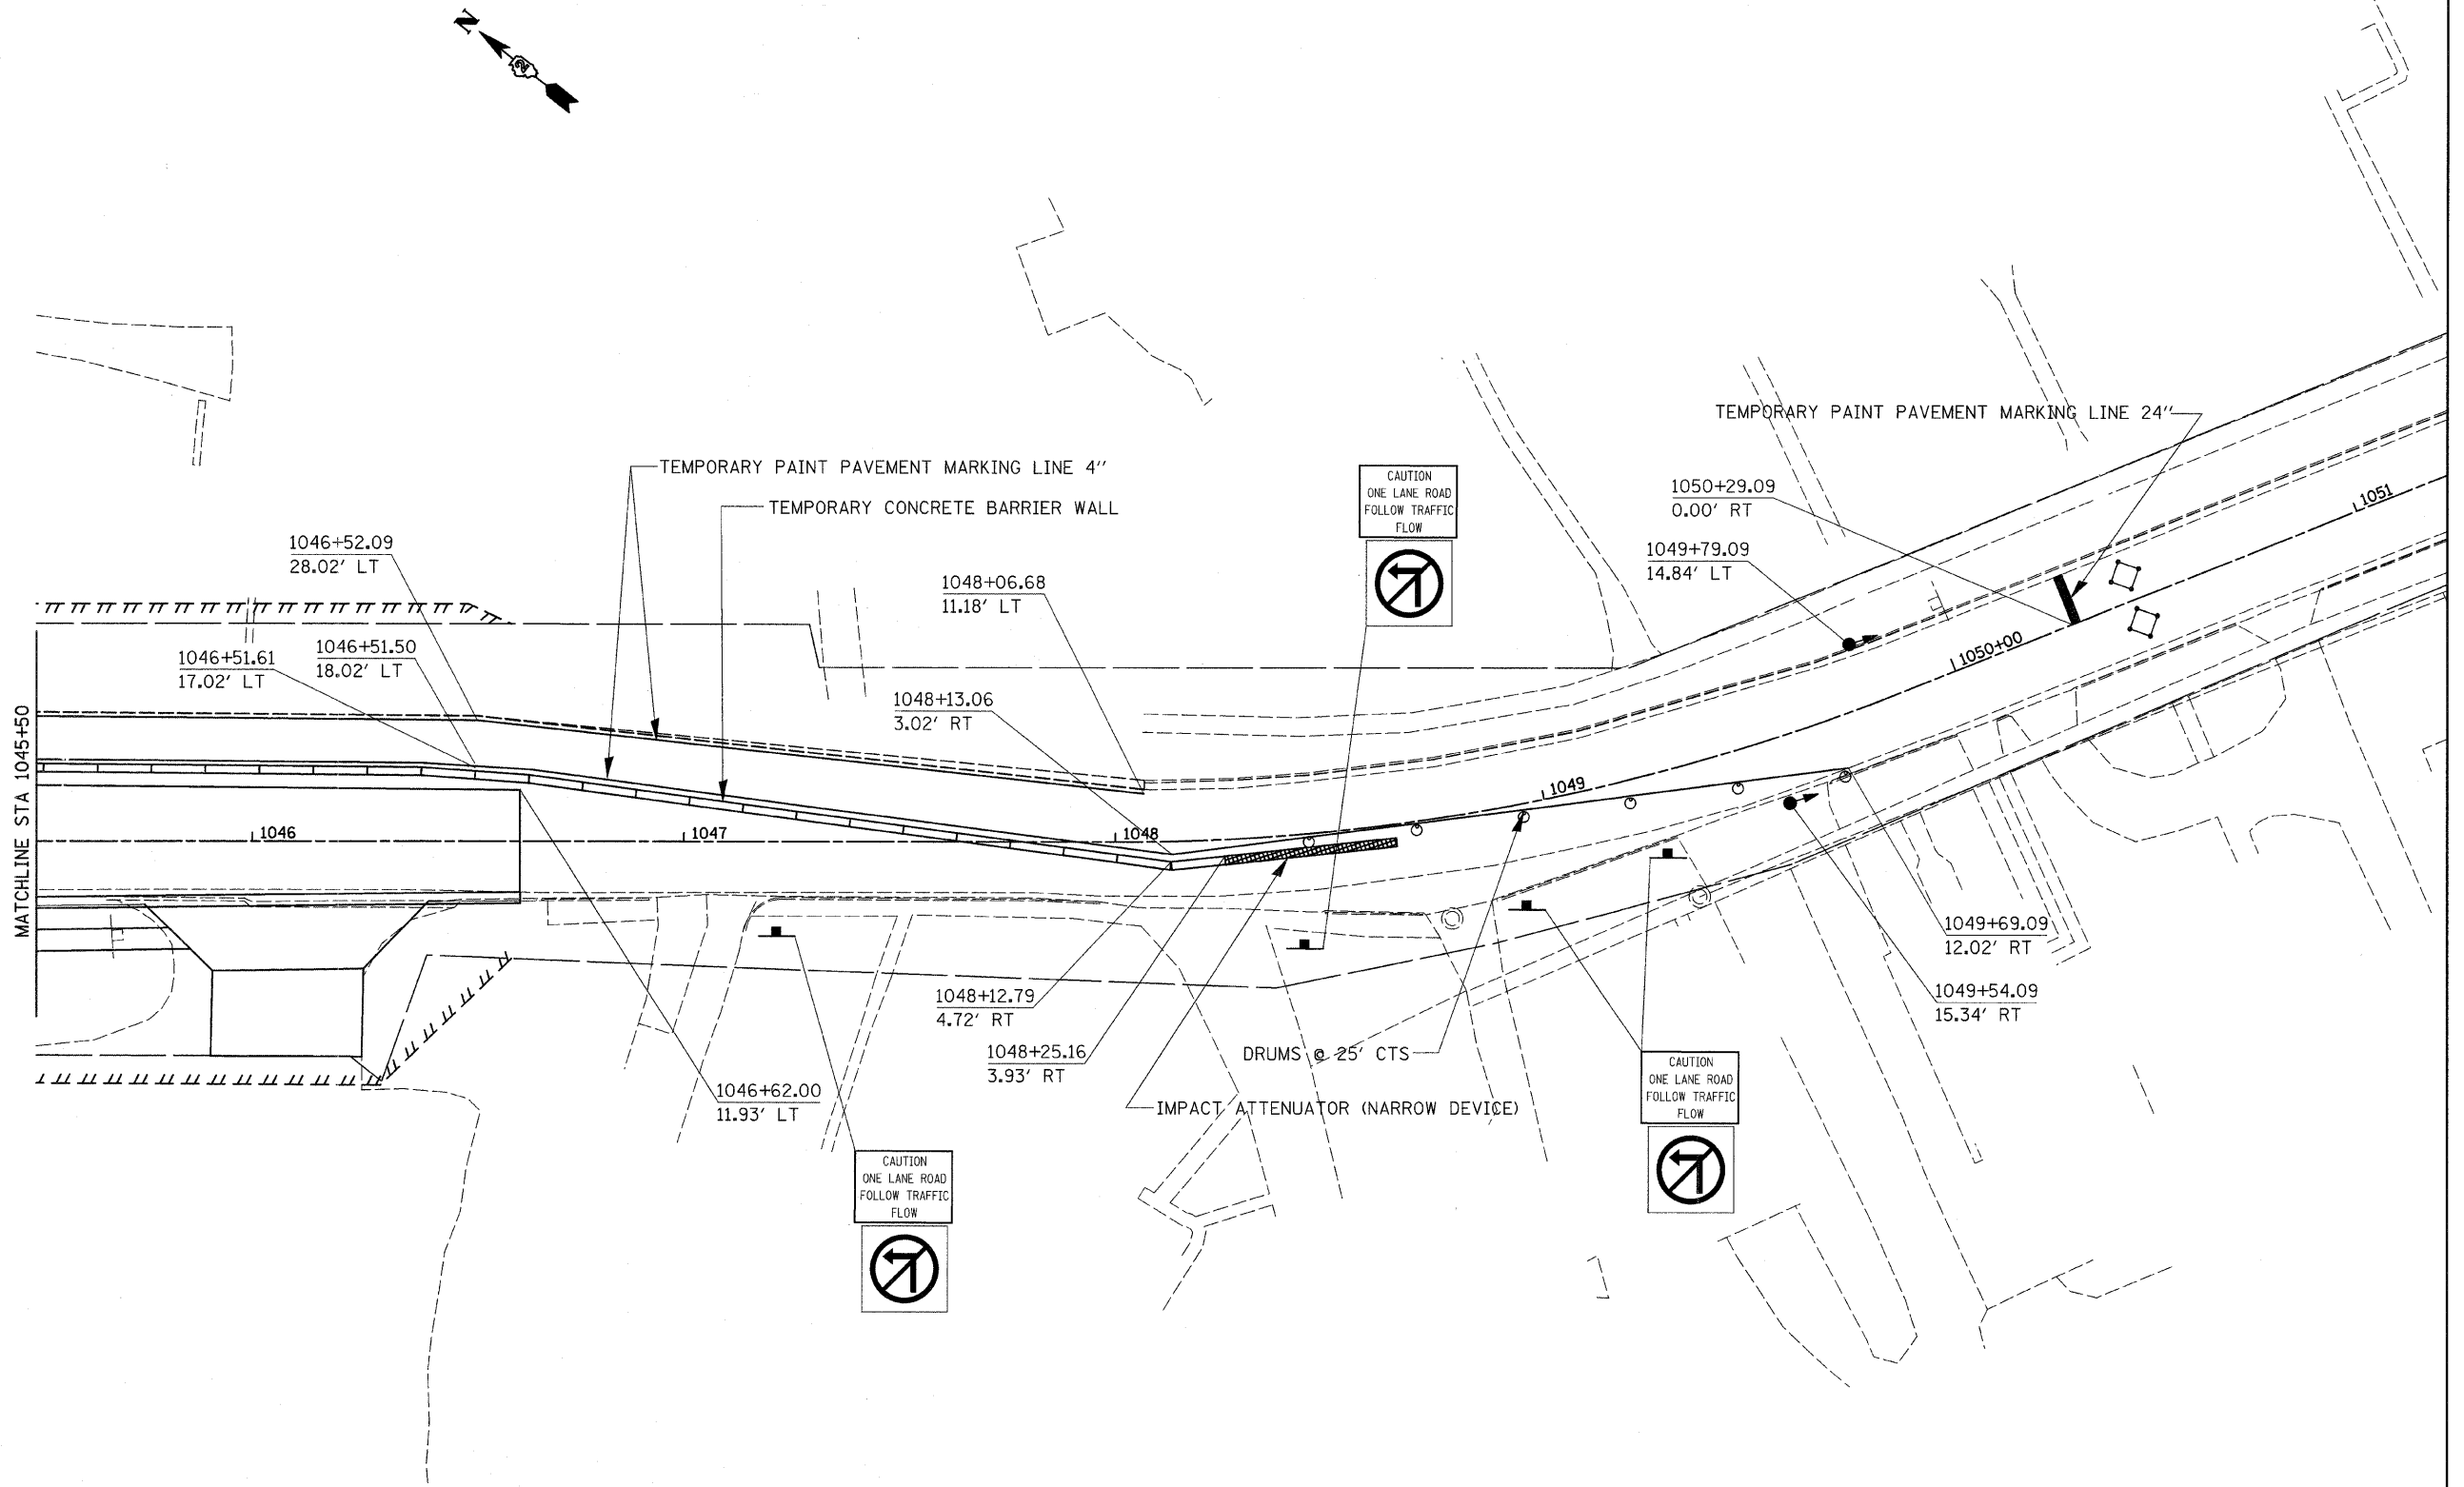 N
2
TEMPORARY PAINT PAVEMENT MARKING LINE 24"
TEMPORARY PAINT PAVEMENT MARKING LINE 4"
TEMPORARY CONCRETE BARRIER WALL
CAUTION
ONE LANE ROAD
FOLLOW TRAFFIC
FLOW
1050+29.09
0.00' RT
1051
1046+52.09
28.02' LT
1049+79.09
14.84' LT
1048+06.68
11.18' LT
1046+51.50
18.02' LT
1046+51.61
17.02' LT
1050+00
1048+13.06
3.02' RT
MATCHLINE STA 1045+50
1049
1046
1047
1048
1049+69.09
12.02' RT
1048+12.79
4.72' RT
1049+54.09
15.34' RT
1048+25.16
3.93' RT
DRUMS @ 25' CTS
1046+62.00
11.93' LT
IMPACT ATTENUATOR (NARROW DEVICE)
CAUTION
ONE LANE ROAD
FOLLOW TRAFFIC
FLOW
CAUTION
ONE LANE ROAD
FOLLOW TRAFFIC
FLOW